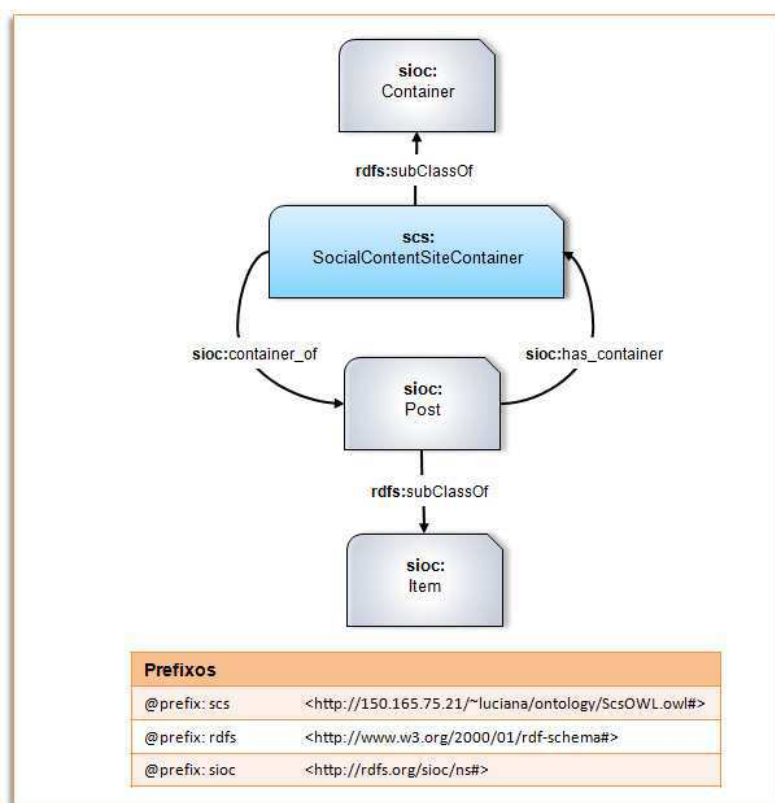 sioc:
Container
rdfs:subClassOf
scs:
SocialContentSiteContainer
sioc:container_of
sioc:has_container
sioc:
Post
rdfs:subClassOf
sioc:
Item
Prefixos
@prefix: scs <http://150.165.75.21/~luciana/ontology/ScsOWL.owl#>
@prefix: rdfs <http://www.w3.org/2000/01/rdf-schema#>
@prefix: sioc <http://rdfs.org/sioc/ns#>